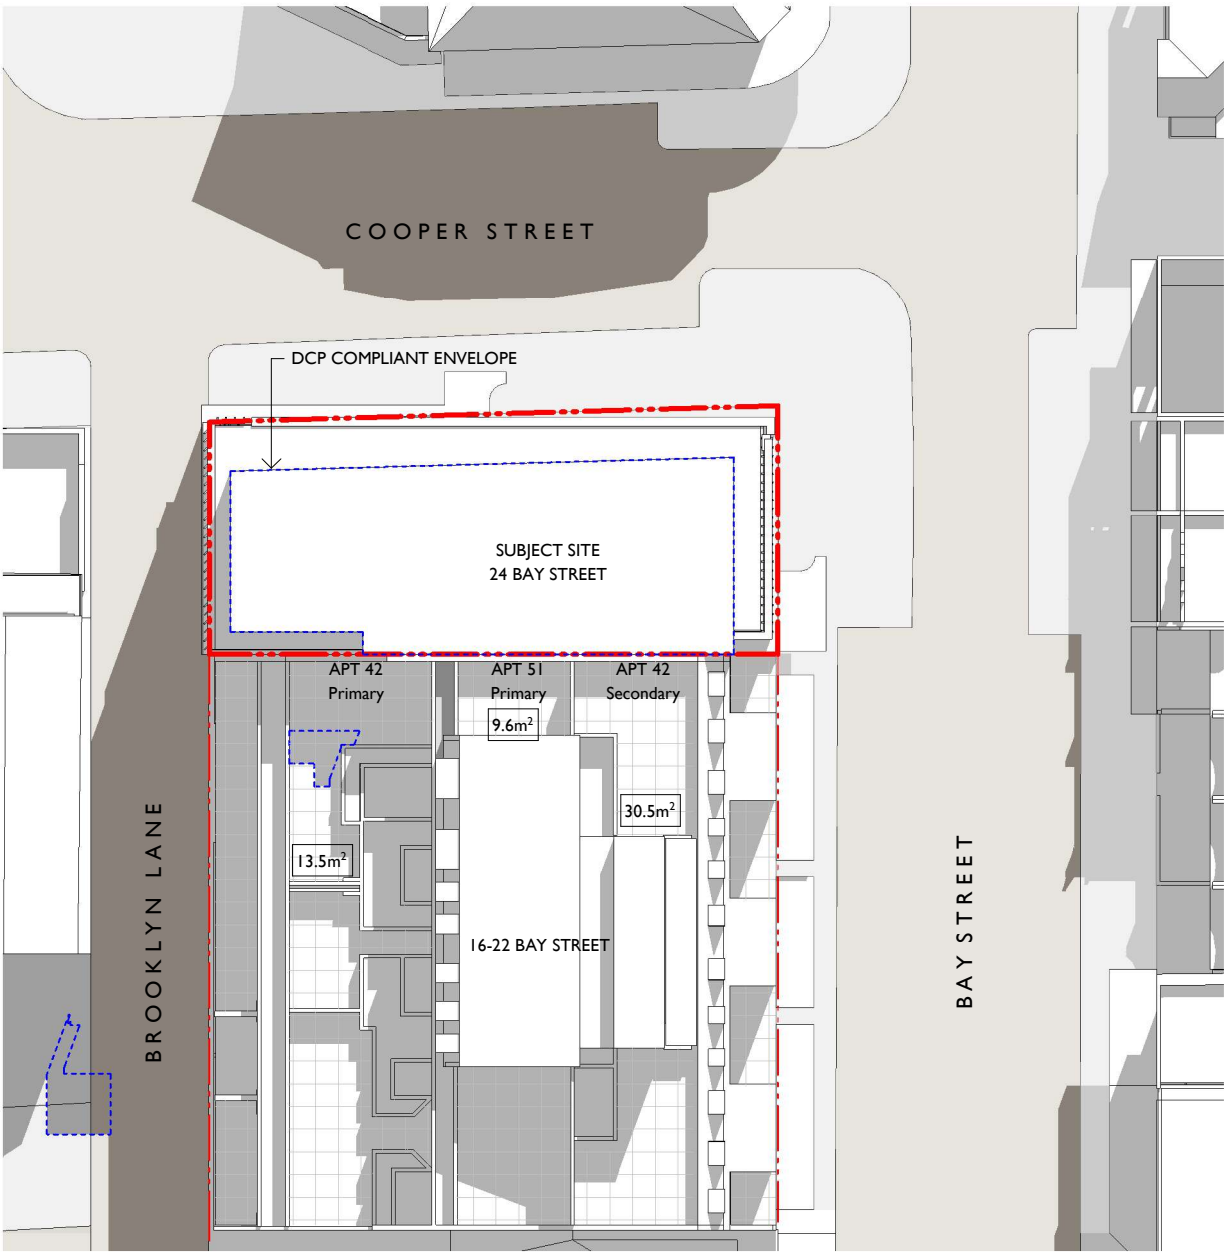 COOPER STREET
DCP COMPLIANT ENVELOPE
SUBJECT SITE
24 BAY STREET
APT 42
Primary
APT 51
Primary
9.6m²
APT 42
Secondary
30.5m²
13.5m²
16-22 BAY STREET
BROOKLYN LANE
BAY STREET